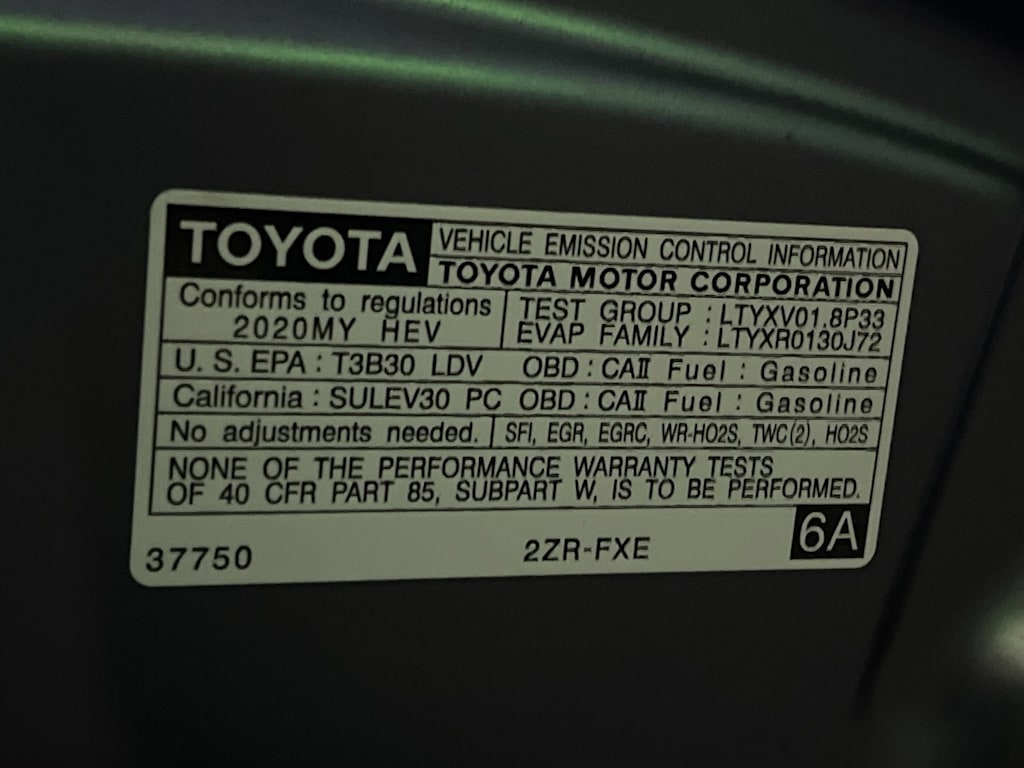 TOYOTA
VEHICLE EMISSION CONTROL INFORMATION
TOYOTA MOTOR CORPORATION
Conforms to regulations
2020MY HEV
TEST GROUP : LTYXV01.8P33
EVAP FAMILY : LTYXR0130J72
U. S. EPA : T3B30 LDV OBD : CAII Fuel : Gasoline
California : SULEV30 PC OBD : CAII Fuel : Gasoline
No adjustments needed. SFI, EGR, EGRC, WR-HO2S, TWC(2), HO2S
NONE OF THE PERFORMANCE WARRANTY TESTS
OF 40 CFR PART 85, SUBPART W, IS TO BE PERFORMED.
37750 2ZR-FXE 6A